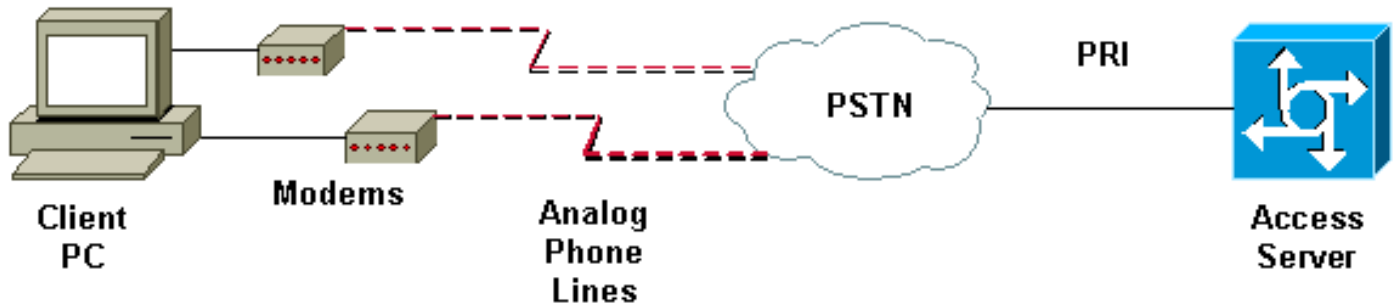 Client
PC
Modems
Analog
Phone
Lines
PSTN
PRI
Access
Server